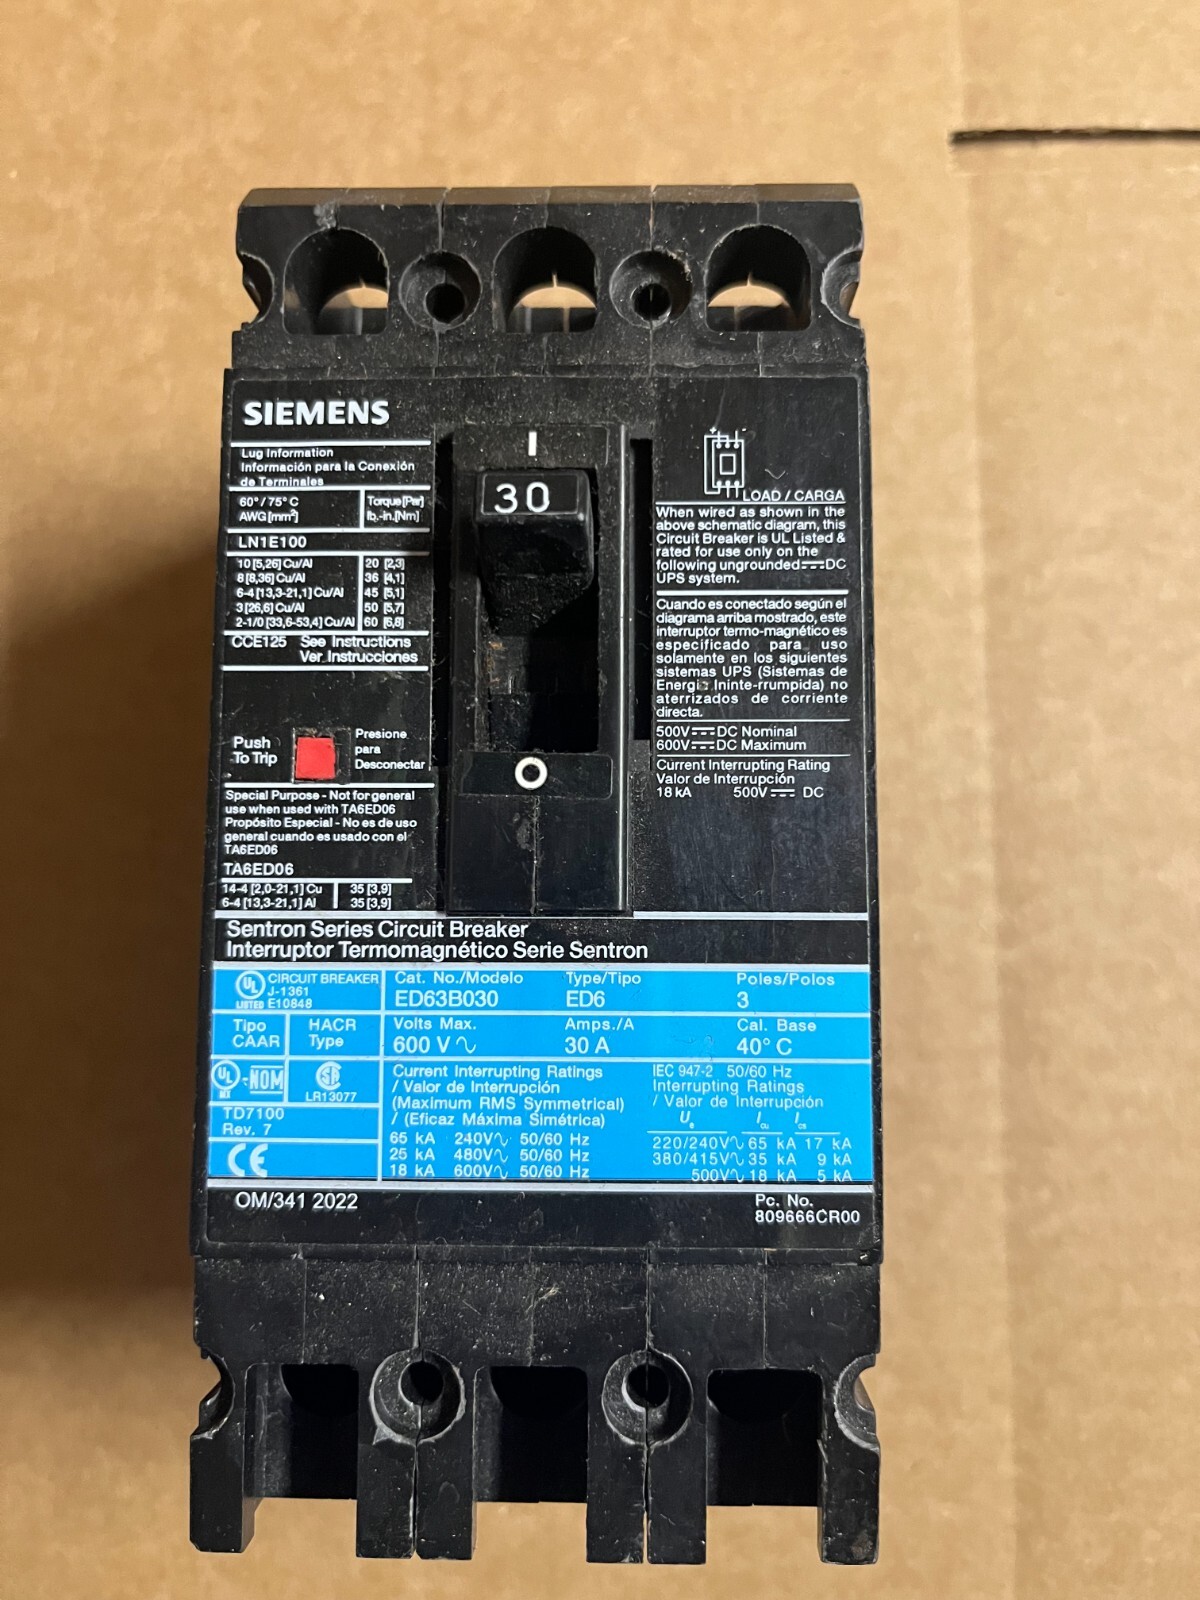 SIEMENS
Lug Information
Información para la Conexión
de Terminales
60° / 75° C
AWG [mm²]
Torque [Par]
lb.-in. [Nm]
LN1E100
10 [5,26] Cu/Al 20 [2,3]
8 [8,36] Cu/Al 36 [4,1]
6-4 [13,3-21,1] Cu/Al 45 [5,1]
3 [26,6] Cu/Al 50 [5,7]
2-1/0 [33,6-53,4] Cu/Al 60 [6,8]
CCE125 See Instructions
Ver Instrucciones
Push
To Trip
Presione
para
Desconectar
Special Purpose - Not for general
use when used with TA6ED06
Propósito Especial - No es de uso
general cuando es usado con el
TA6ED06
TA6ED06
14-4 [2,0-21,1] Cu 35 [3,9]
6-4 [13,3-21,1] Al 35 [3,9]
I
30
O
LOAD / CARGA
When wired as shown in the
above schematic diagram, this
Circuit Breaker is UL Listed &
rated for use only on the
following ungrounded ⎓ DC
UPS system.
Cuando es conectado según el
diagrama arriba mostrado, este
interruptor termo-magnético es
especificado para uso
solamente en los siguientes
sistemas UPS (Sistemas de
Energia Ininte-rrumpida) no
aterrizados de corriente
directa.
500V ⎓ DC Nominal
600V ⎓ DC Maximum
Current Interrupting Rating
Valor de Interrupción
18 kA 500V ⎓ DC
Sentron Series Circuit Breaker
Interruptor Termomagnético Serie Sentron
UL LISTED
CIRCUIT BREAKER
J-1361
E10848
Tipo
CAAR
HACR
Type
UL MX -NOM
SA
LR13077
TD7100
Rev. 7
CE
Cat. No./Modelo
ED63B030
Type/Tipo
ED6
Poles/Polos
3
Volts Max.
600 V ∿
Amps./A
30 A
Cal. Base
40° C
Current Interrupting Ratings
/ Valor de Interrupción
(Maximum RMS Symmetrical)
/ (Eficaz Máxima Simétrica)
65 kA 240V∿ 50/60 Hz
25 kA 480V∿ 50/60 Hz
18 kA 600V∿ 50/60 Hz
IEC 947-2 50/60 Hz
Interrupting Ratings
/ Valor de Interrupción
Ue Icu Ics
220/240V∿ 65 kA 17 kA
380/415V∿ 35 kA 9 kA
500V∿ 18 kA 5 kA
OM/341 2022
Pc. No.
809666CR00